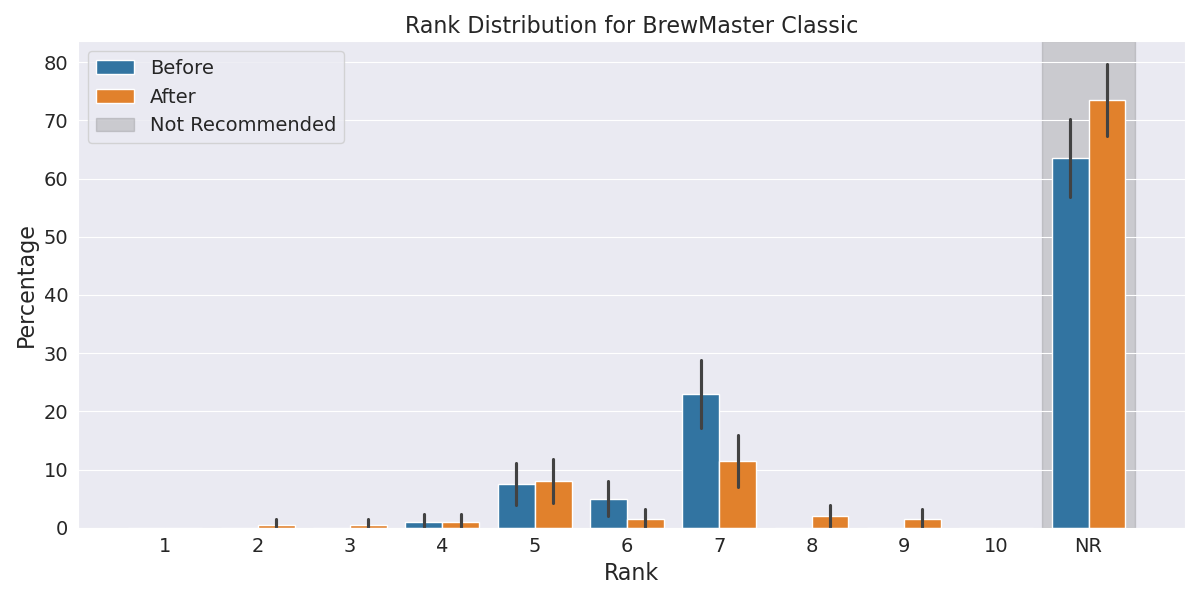 Rank Distribution for BrewMaster Classic
Before
After
Not Recommended
Percentage
80
70
60
50
40
30
20
10
0
1 2 3 4 5 6 7 8 9 10 NR
Rank